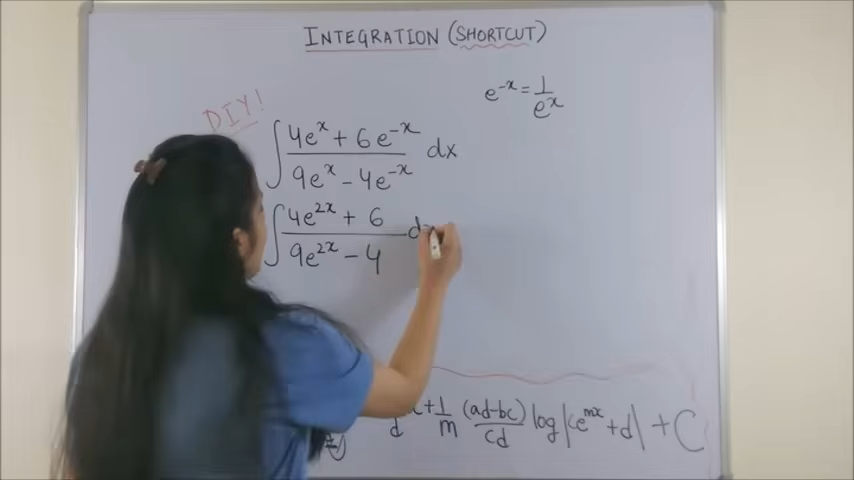 INTEGRATION (SHORTCUT)
e^{-x} = 1/e^x
DIY!
∫ (4e^x + 6e^{-x})/(9e^x - 4e^{-x}) dx
∫ (4e^{2x} + 6)/(9e^{2x} - 4) d
/d + 1/m (ad-bc)/cd log|ce^{mx} + d| + C